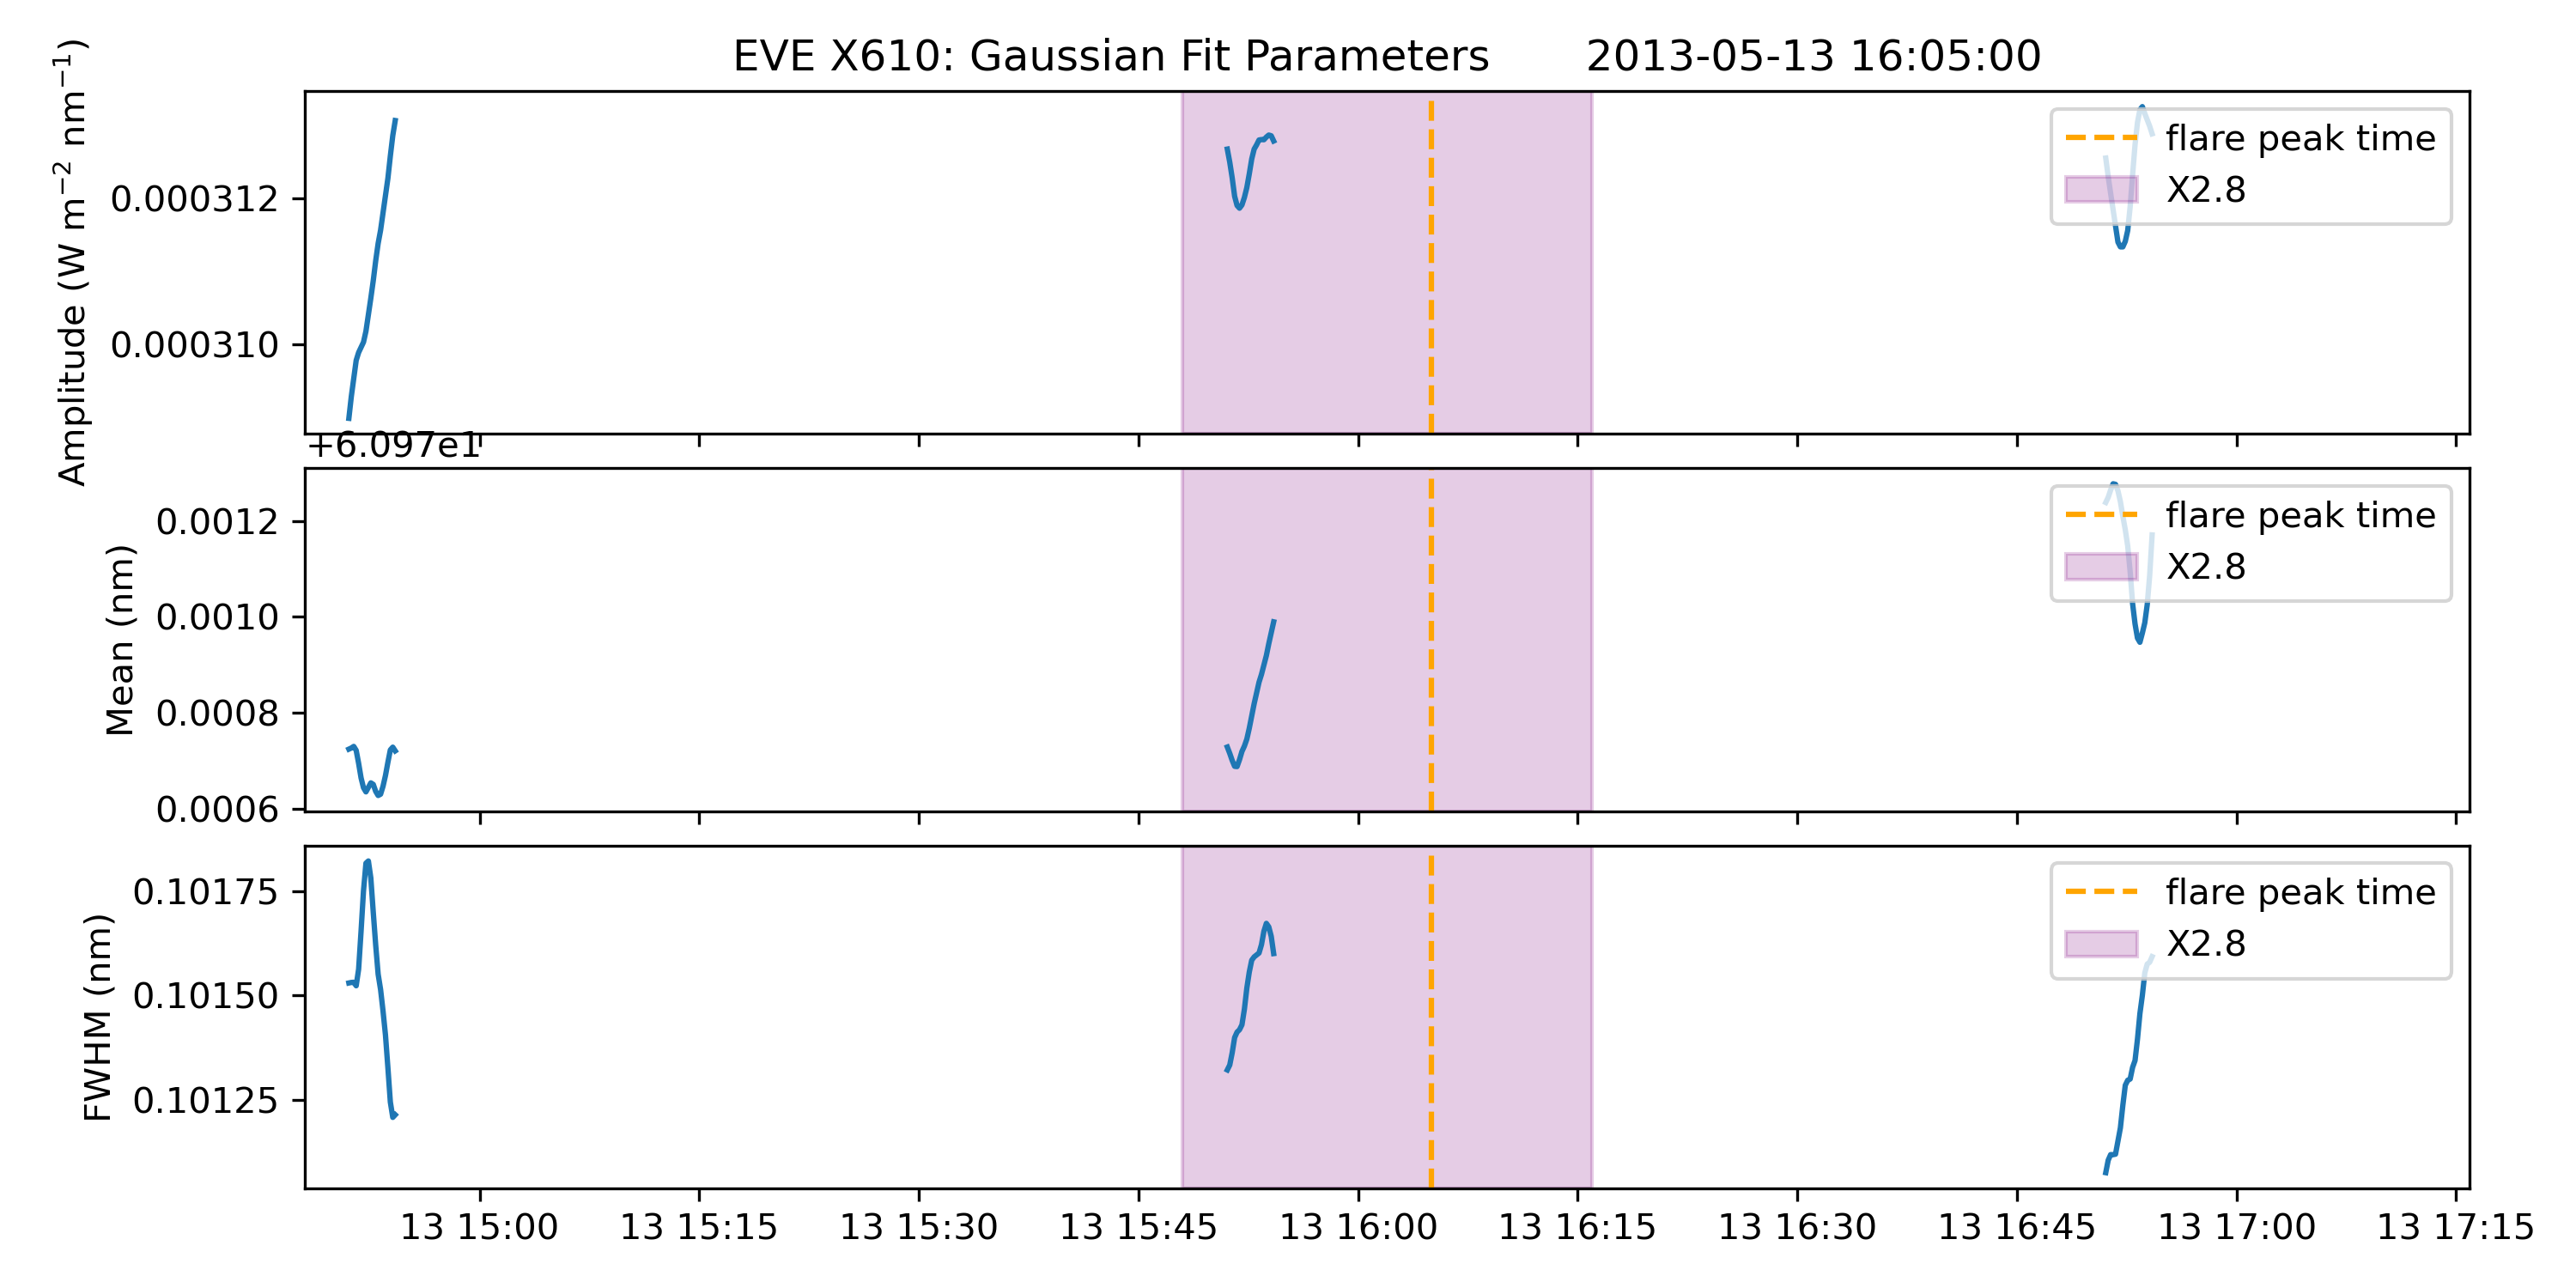 EVE X610: Gaussian Fit Parameters 2013-05-13 16:05:00
Amplitude (W m⁻² nm⁻¹)
0.000312
0.000310
flare peak time
X2.8
+6.097e1
Mean (nm)
0.0012
0.0010
0.0008
0.0006
flare peak time
X2.8
FWHM (nm)
0.10175
0.10150
0.10125
flare peak time
X2.8
13 15:00 13 15:15 13 15:30 13 15:45 13 16:00 13 16:15 13 16:30 13 16:45 13 17:00 13 17:15